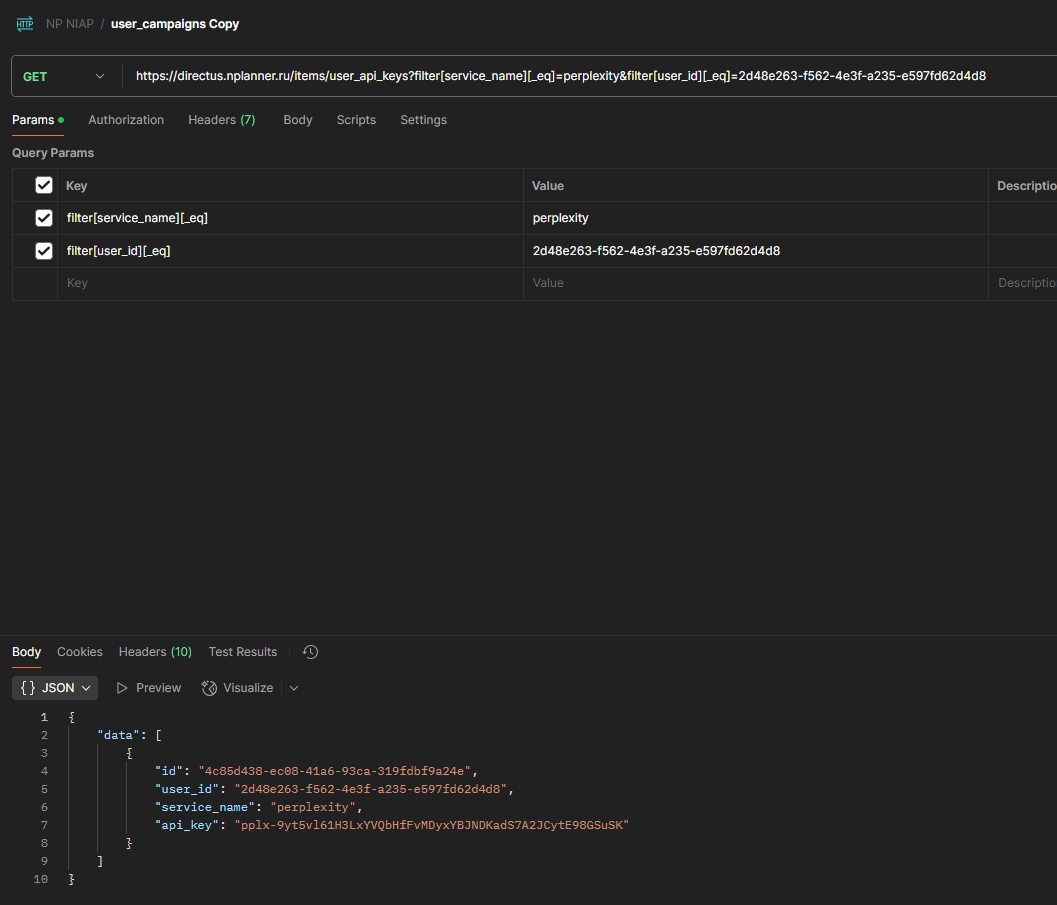 HTTP NP NIAP / user_campaigns Copy
GET https://directus.nplanner.ru/items/user_api_keys?filter[service_name][_eq]=perplexity&filter[user_id][_eq]=2d48e263-f562-4e3f-a235-e597fd62d4d8
Params Authorization Headers (7) Body Scripts Settings
Query Params
Key Value Descriptio
filter[service_name][_eq] perplexity
filter[user_id][_eq] 2d48e263-f562-4e3f-a235-e597fd62d4d8
Key Value Descriptio
Body Cookies Headers (10) Test Results
{} JSON Preview Visualize
1 {
2 "data": [
3 {
4 "id": "4c85d438-ec08-41a6-93ca-319fdbf9a24e",
5 "user_id": "2d48e263-f562-4e3f-a235-e597fd62d4d8",
6 "service_name": "perplexity",
7 "api_key": "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"
8 }
9 ]
10 }